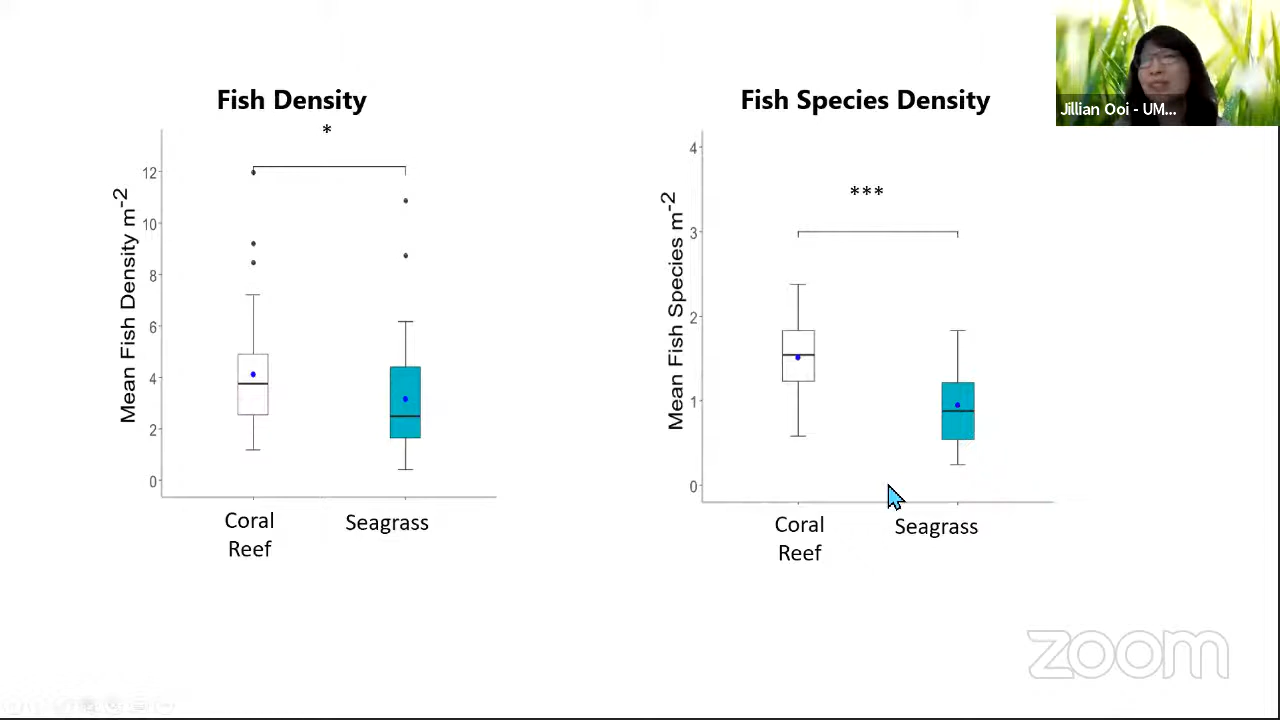 Fish Density
*
Mean Fish Density m-2
12
10
8
6
4
2
0
Coral
Reef
Seagrass
Fish Species Density
***
Mean Fish Species m-2
4
3
2
1
0
Coral
Reef
Seagrass
Jillian Ooi - UM...
zoom